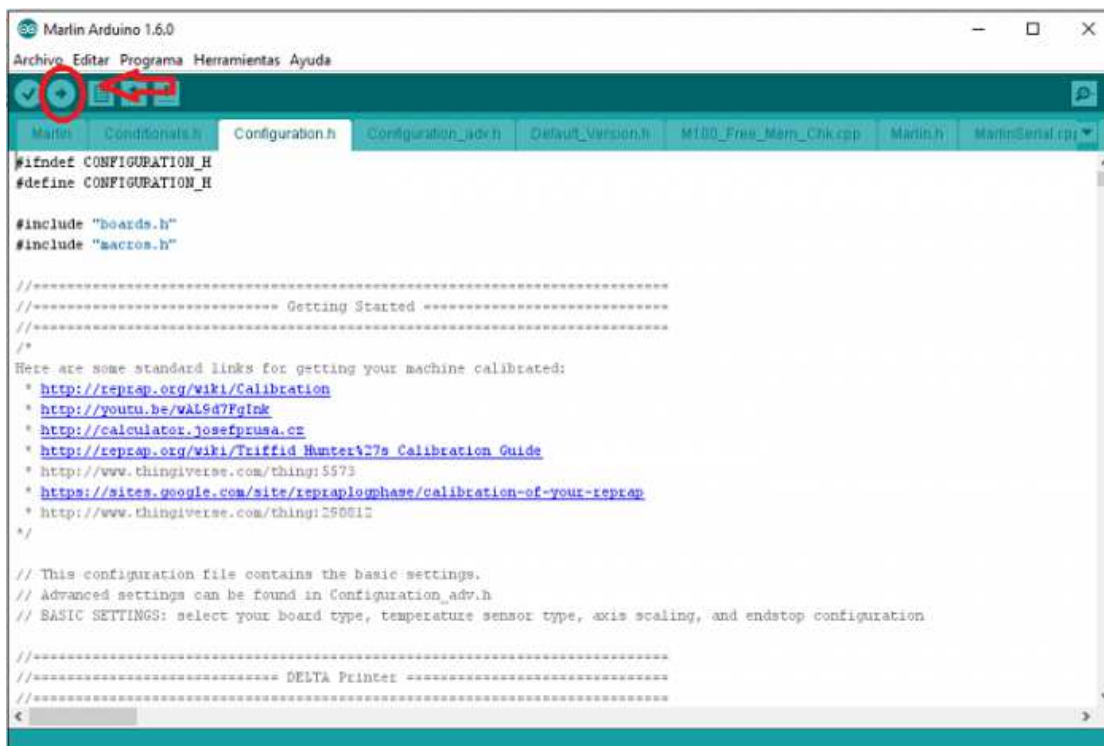 Marlin Arduino 1.6.0
Archivo Editar Programa Herramientas Ayuda
Marlin Conditionals.h Configuration.h Configuration_adv.h Default_Version.h M100_Free_Mem_Chk.cpp Marlin.h MarlinSerial.cpp
#ifndef CONFIGURATION_H
#define CONFIGURATION_H
#include "boards.h"
#include "macros.h"
//===========================================================================
//============================= Getting Started =============================
//===========================================================================
/*
Here are some standard links for getting your machine calibrated:
* http://reprap.org/wiki/Calibration
* http://youtu.be/wAL9d7FgInk
* http://calculator.josefprusa.cz
* http://reprap.org/wiki/Triffid_Hunter%27s_Calibration_Guide
* http://www.thingiverse.com/thing:5573
* https://sites.google.com/site/repraplogphase/calibration-of-your-reprap
* http://www.thingiverse.com/thing:298812
*/
// This configuration file contains the basic settings.
// Advanced settings can be found in Configuration_adv.h
// BASIC SETTINGS: select your board type, temperature sensor type, axis scaling, and endstop configuration
//===========================================================================
//============================= DELTA Printer ===============================
//===========================================================================